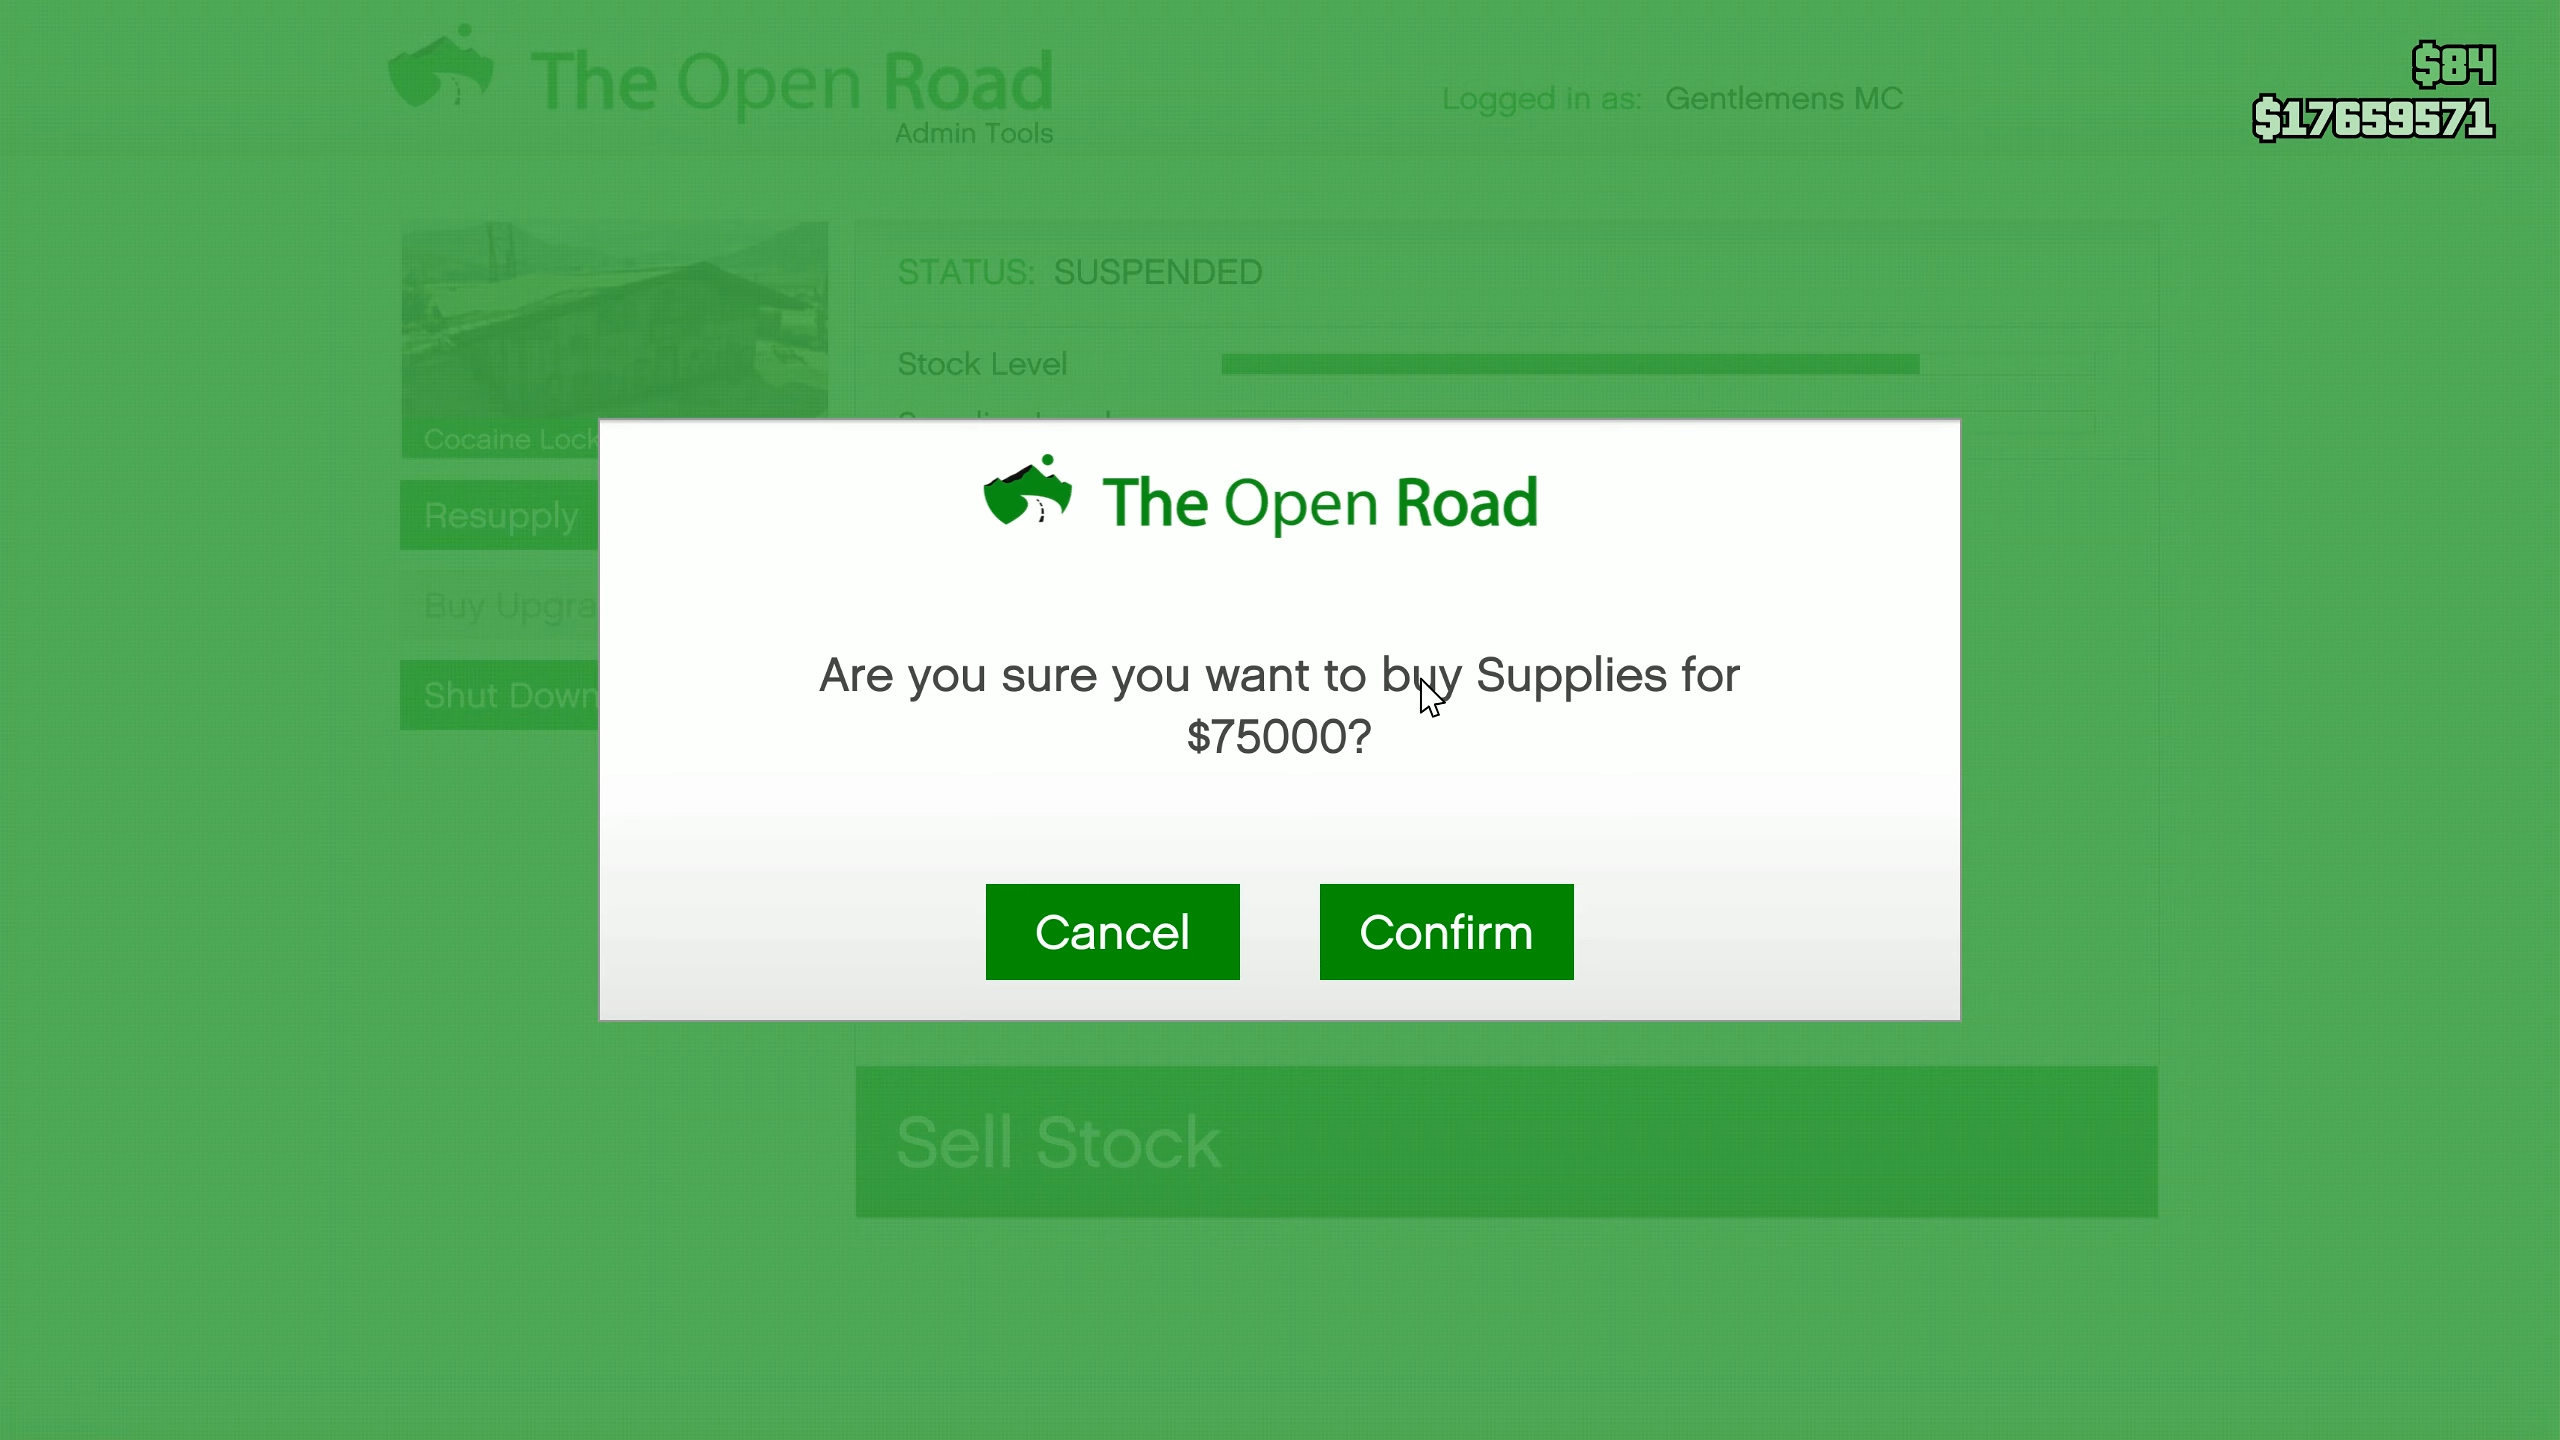 The Open Road
Admin Tools
Logged in as: Gentlemens MC
$84
$17659571
STATUS: SUSPENDED
Stock Level
Cocaine Lock
Resupply
Buy Upgra
Shut Down
The Open Road
Are you sure you want to buy Supplies for
$75000?
Cancel
Confirm
Sell Stock